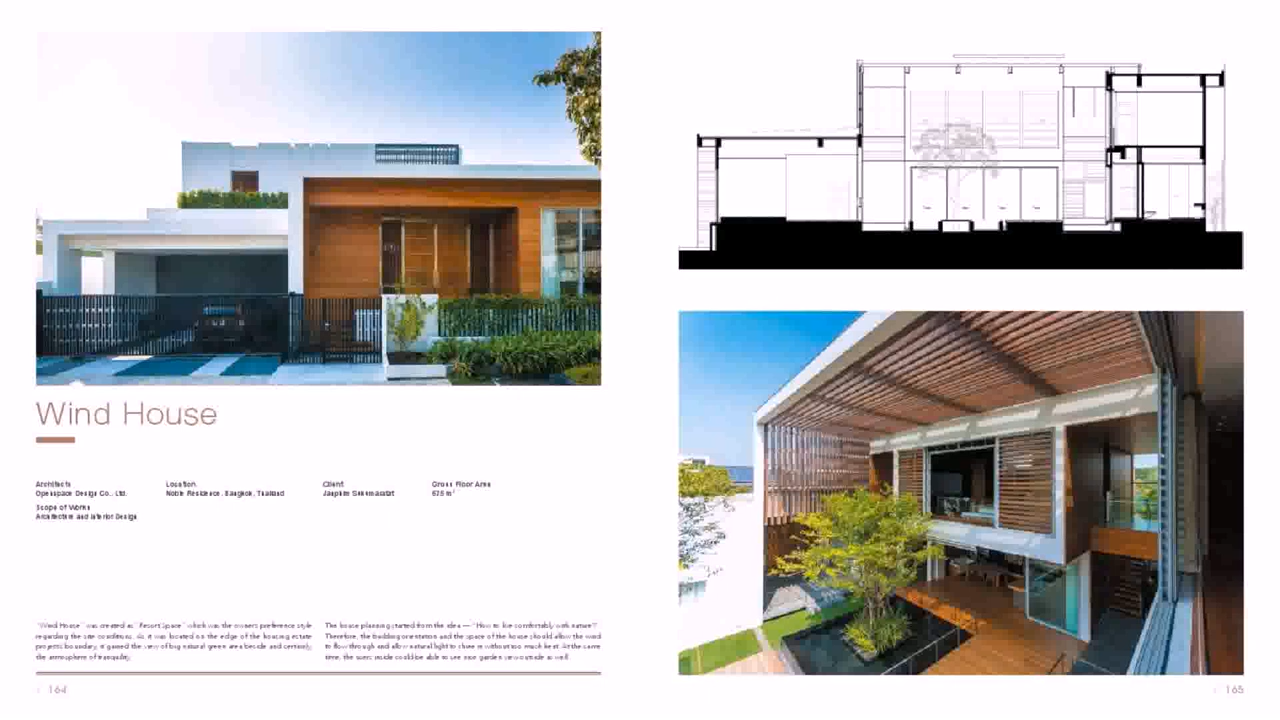 Wind House
Architects
Openspace Design Co., Ltd.
Location
Noble Residence, Bangkok, Thailand
Client
Gross Floor Area
Scope of Works
Architecture and Interior Design
"Wind House" was created as "Resort Space" which was the owners preference style
regarding the site conditions. As it was located on the edge of the housing estate
projects boundary, it gained the view of big natural green area beside and certainly,
the atmosphere of tranquility.
The house planning started from the idea — "How to live comfortably with nature?"
Therefore, the building orientation and the space of the house should allow the wind
to flow through and allow natural light to shine in without too much heat. At the same
time, the users inside could be able to see nice garden view outside as well.
164
165